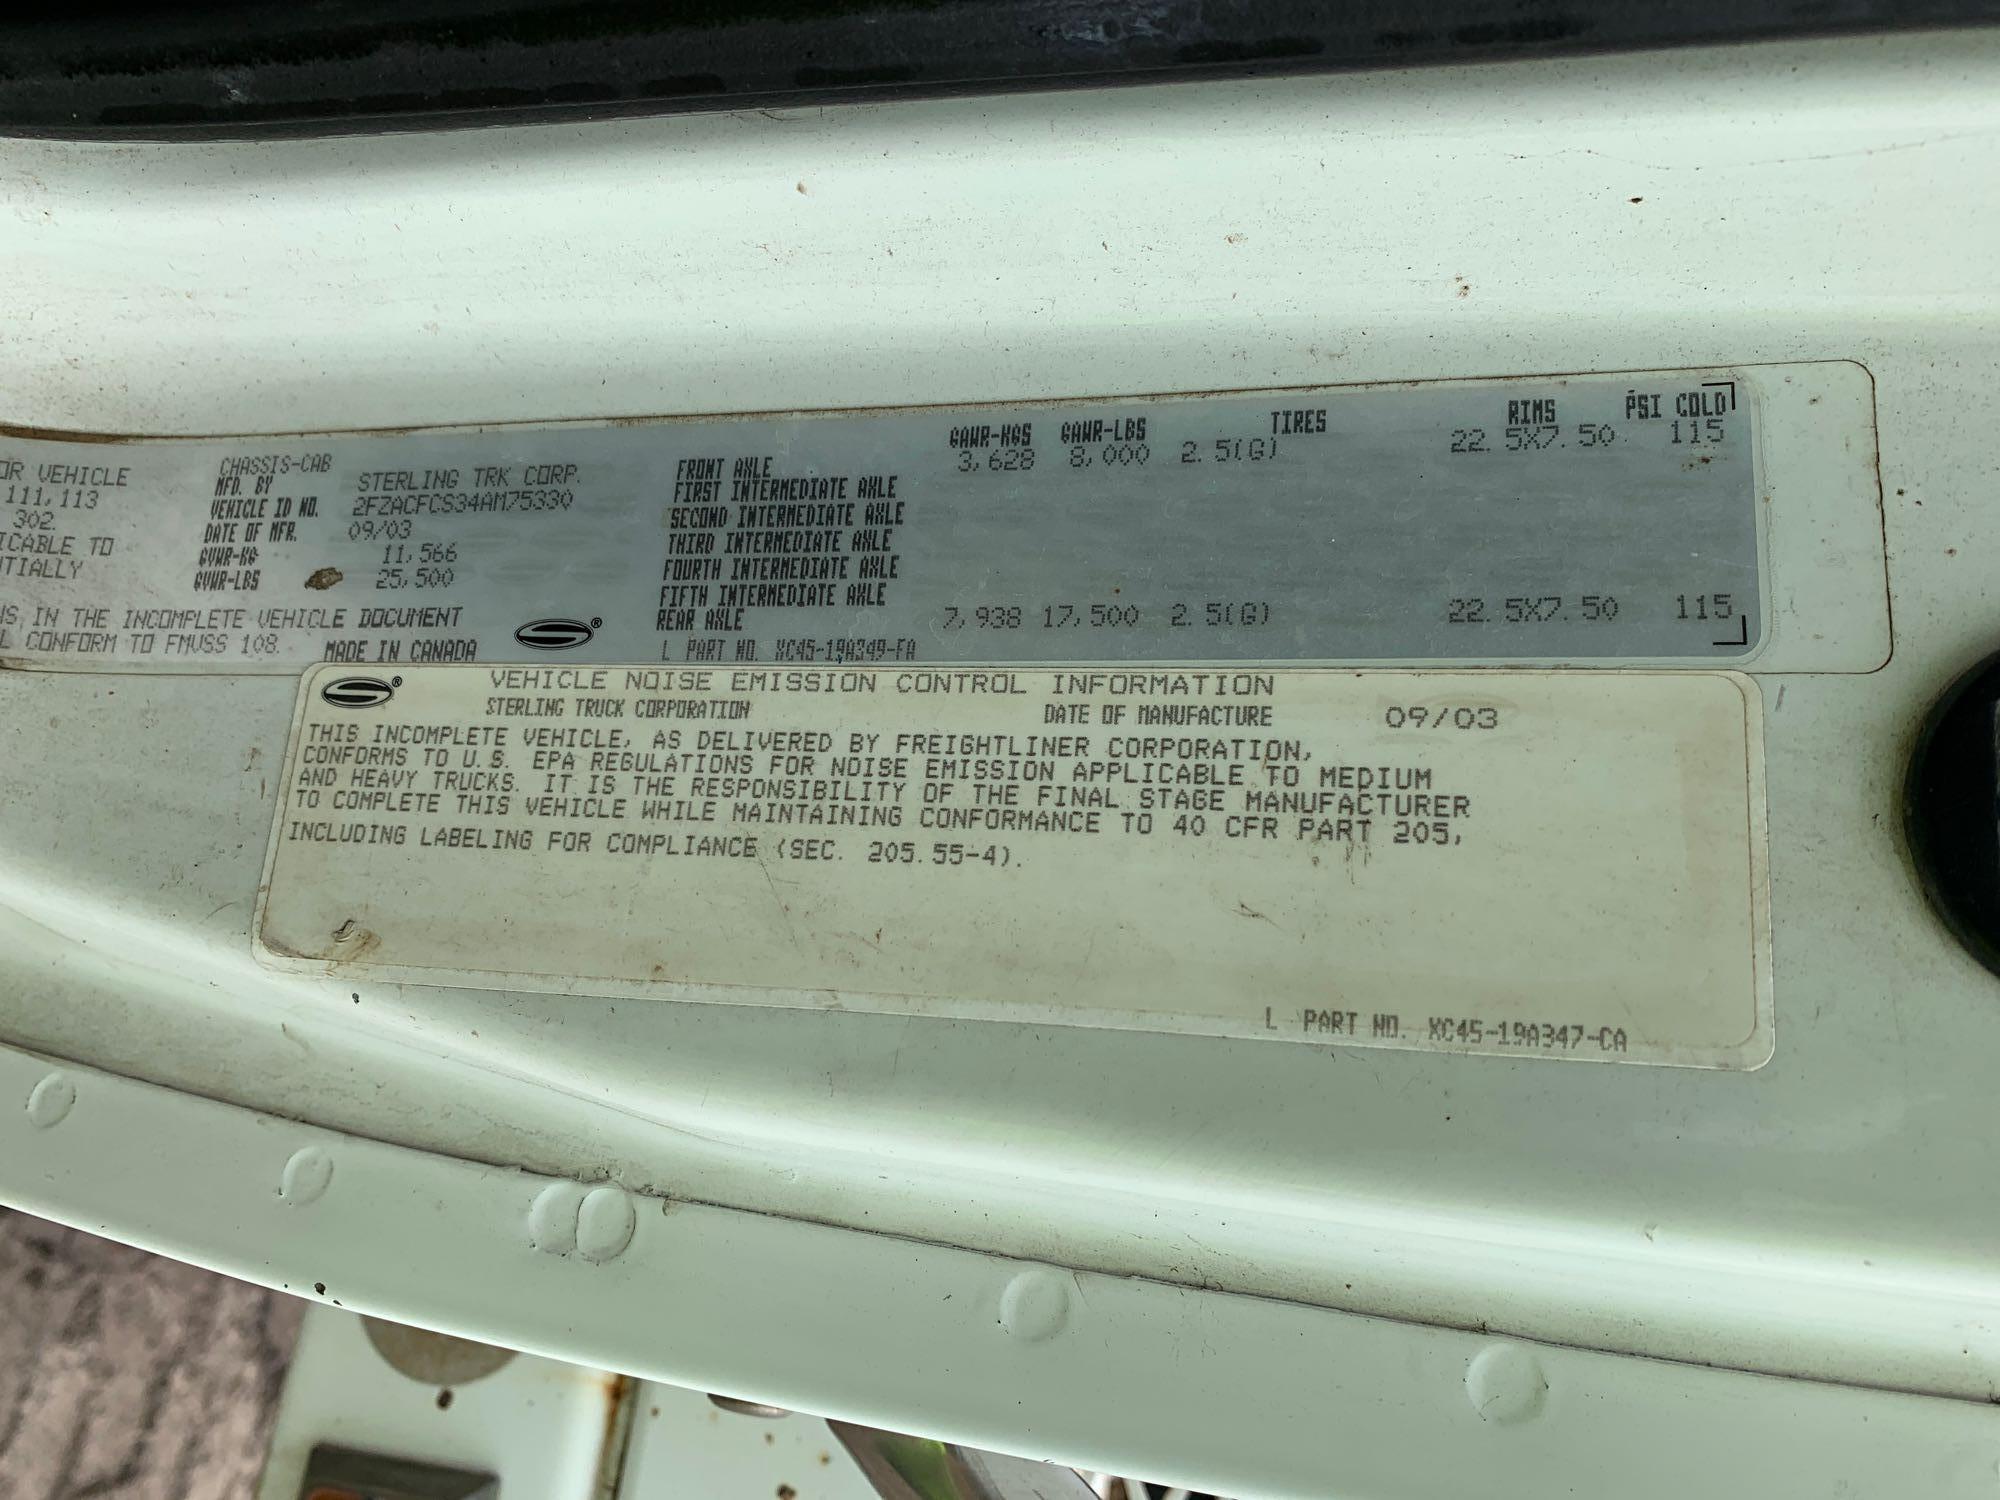 OR VEHICLE
111,113
302.
ICABLE TO
NTIALLY
NS IN THE INCOMPLETE VEHICLE DOCUMENT
L CONFORM TO FMVSS 108.
MADE IN CANADA
CHASSIS-CAB
MFD. BY STERLING TRK CORP.
VEHICLE ID NO. 2FZACFCS34AM75330
DATE OF MFR. 09/03
GVWR-KG 11,566
GVWR-LBS 25,500
GAWR-KGS GAWR-LBS TIRES RIMS PSI COLD
FRONT AXLE 3,628 8,000 2.5(G) 22.5X7.50 115
FIRST INTERMEDIATE AXLE
SECOND INTERMEDIATE AXLE
THIRD INTERMEDIATE AXLE
FOURTH INTERMEDIATE AXLE
FIFTH INTERMEDIATE AXLE
REAR AXLE 7,938 17,500 2.5(G) 22.5X7.50 115
L PART NO. XC45-19A349-FA
VEHICLE NOISE EMISSION CONTROL INFORMATION
STERLING TRUCK CORPORATION DATE OF MANUFACTURE 09/03
THIS INCOMPLETE VEHICLE, AS DELIVERED BY FREIGHTLINER CORPORATION,
CONFORMS TO U.S. EPA REGULATIONS FOR NOISE EMISSION APPLICABLE TO MEDIUM
AND HEAVY TRUCKS. IT IS THE RESPONSIBILITY OF THE FINAL STAGE MANUFACTURER
TO COMPLETE THIS VEHICLE WHILE MAINTAINING CONFORMANCE TO 40 CFR PART 205,
INCLUDING LABELING FOR COMPLIANCE (SEC. 205.55-4).
L PART NO. XC45-19A347-CA